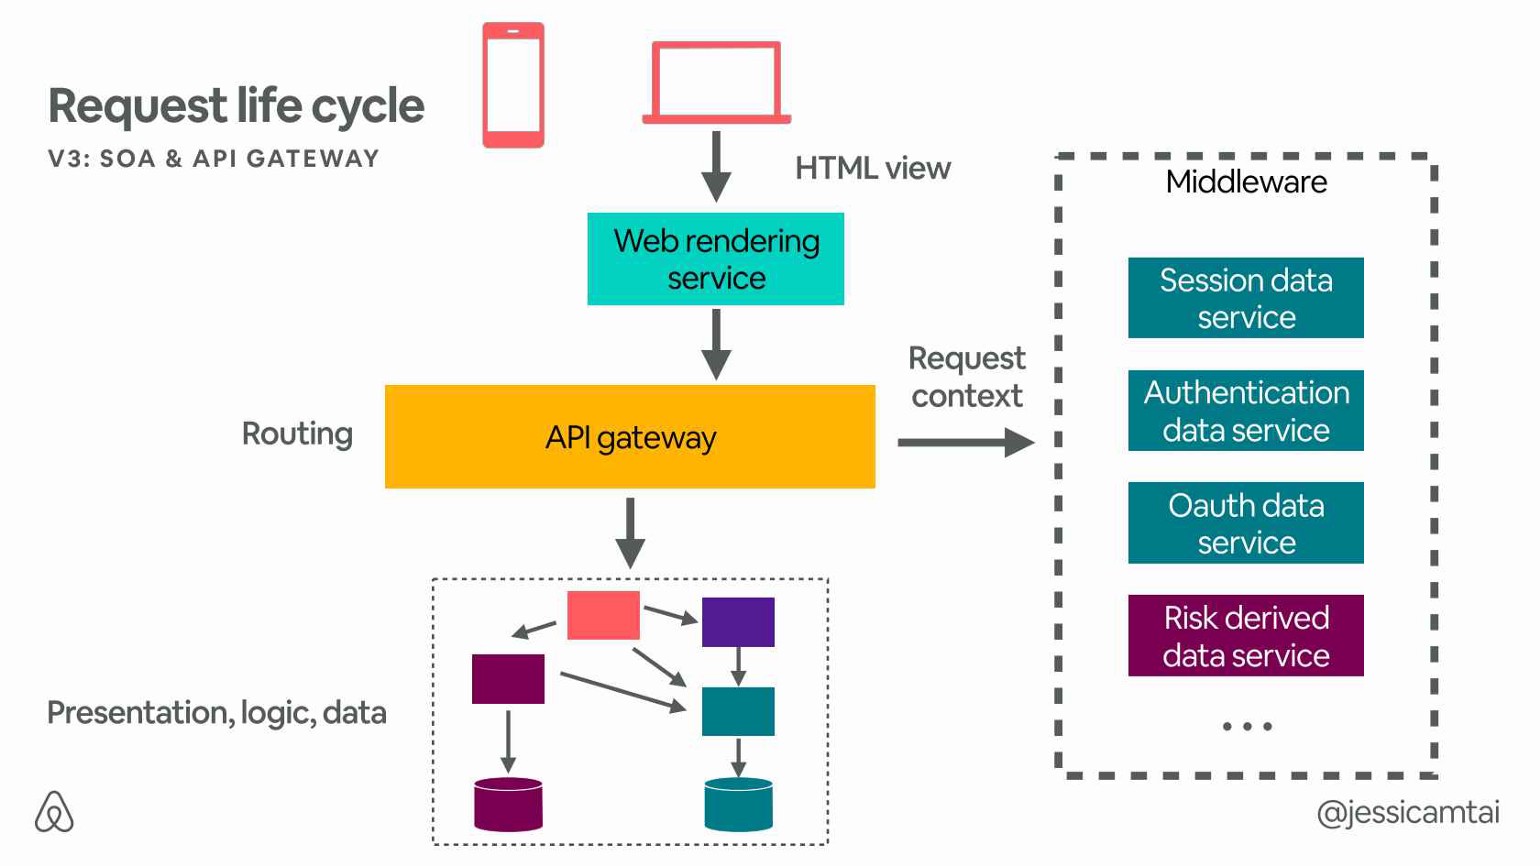 Request life cycle
V3: SOA & API GATEWAY
HTML view
Web rendering
service
Request
context
Routing
API gateway
Presentation, logic, data
Middleware
Session data
service
Authentication
data service
Oauth data
service
Risk derived
data service
...
@jessicamtai